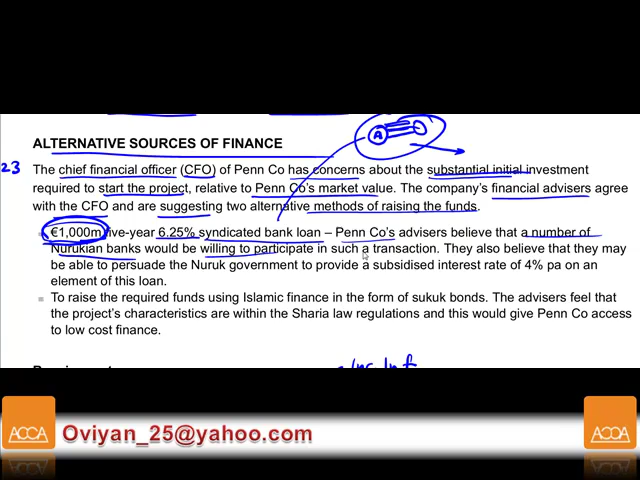 ALTERNATIVE SOURCES OF FINANCE
A
23
The chief financial officer (CFO) of Penn Co has concerns about the substantial initial investment
required to start the project, relative to Penn Co's market value. The company's financial advisers agree
with the CFO and are suggesting two alternative methods of raising the funds.
€1,000m five-year 6.25% syndicated bank loan – Penn Co's advisers believe that a number of
Nurukian banks would be willing to participate in such a transaction. They also believe that they may
be able to persuade the Nuruk government to provide a subsidised interest rate of 4% pa on an
element of this loan.
To raise the required funds using Islamic finance in the form of sukuk bonds. The advisers feel that
the project's characteristics are within the Sharia law regulations and this would give Penn Co access
to low cost finance.
ACCA
Oviyan_25@yahoo.com
ACCA